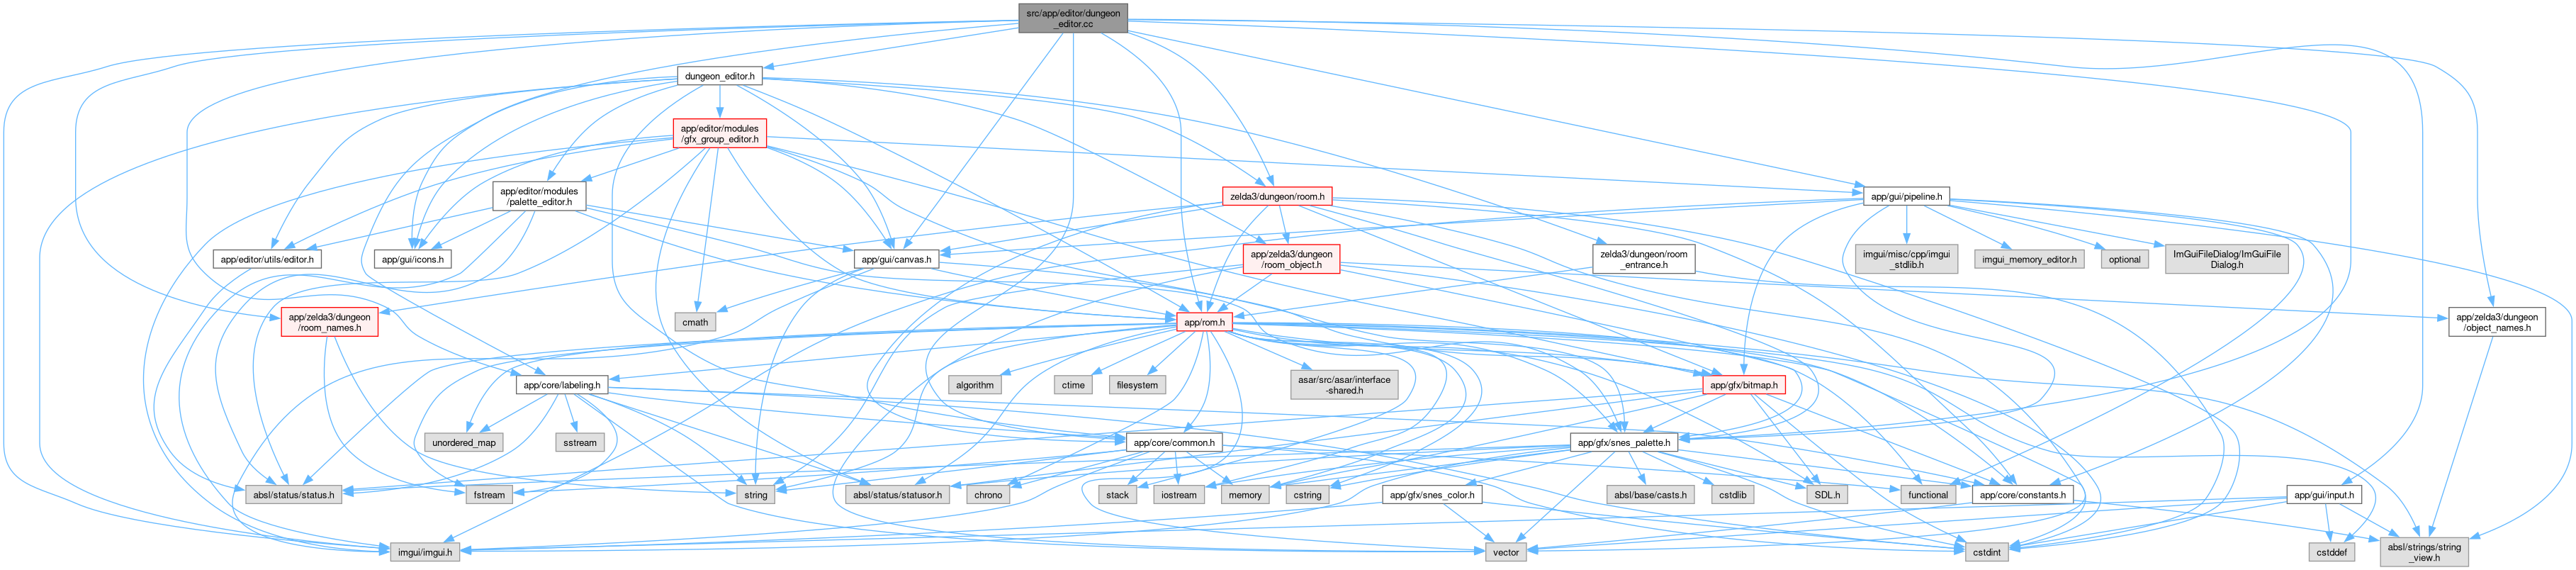 src/app/editor/dungeon
_editor.cc
dungeon_editor.h
app/editor/modules
/gfx_group_editor.h
app/editor/modules
/palette_editor.h
zelda3/dungeon/room.h
app/gui/pipeline.h
app/editor/utils/editor.h
app/gui/icons.h
app/gui/canvas.h
app/zelda3/dungeon
/room_object.h
zelda3/dungeon/room
_entrance.h
imgui/misc/cpp/imgui
_stdlib.h
imgui_memory_editor.h
optional
ImGuiFileDialog/ImGuiFile
Dialog.h
app/zelda3/dungeon
/room_names.h
cmath
app/rom.h
app/zelda3/dungeon
/object_names.h
app/core/labeling.h
algorithm
ctime
filesystem
asar/src/asar/interface
-shared.h
app/gfx/bitmap.h
unordered_map
sstream
app/core/common.h
app/gfx/snes_palette.h
absl/status/status.h
fstream
string
absl/status/statusor.h
chrono
stack
iostream
memory
cstring
app/gfx/snes_color.h
absl/base/casts.h
cstdlib
SDL.h
functional
app/core/constants.h
app/gui/input.h
imgui/imgui.h
vector
cstdint
cstddef
absl/strings/string
_view.h